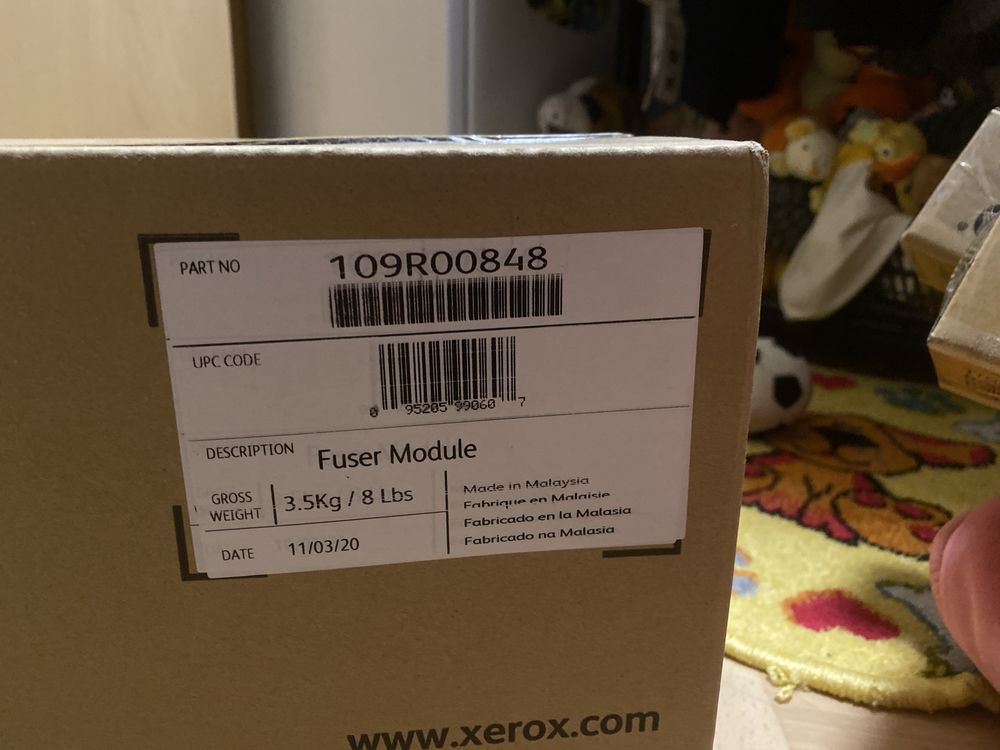 PART NO
109R00848
UPC CODE
0 95205 99060 7
DESCRIPTION
Fuser Module
GROSS WEIGHT
3.5Kg / 8 Lbs
DATE
11/03/20
Made in Malaysia
Fabrique en Malaisie
Fabricado en la Malasia
Fabricado na Malasia
www.xerox.com